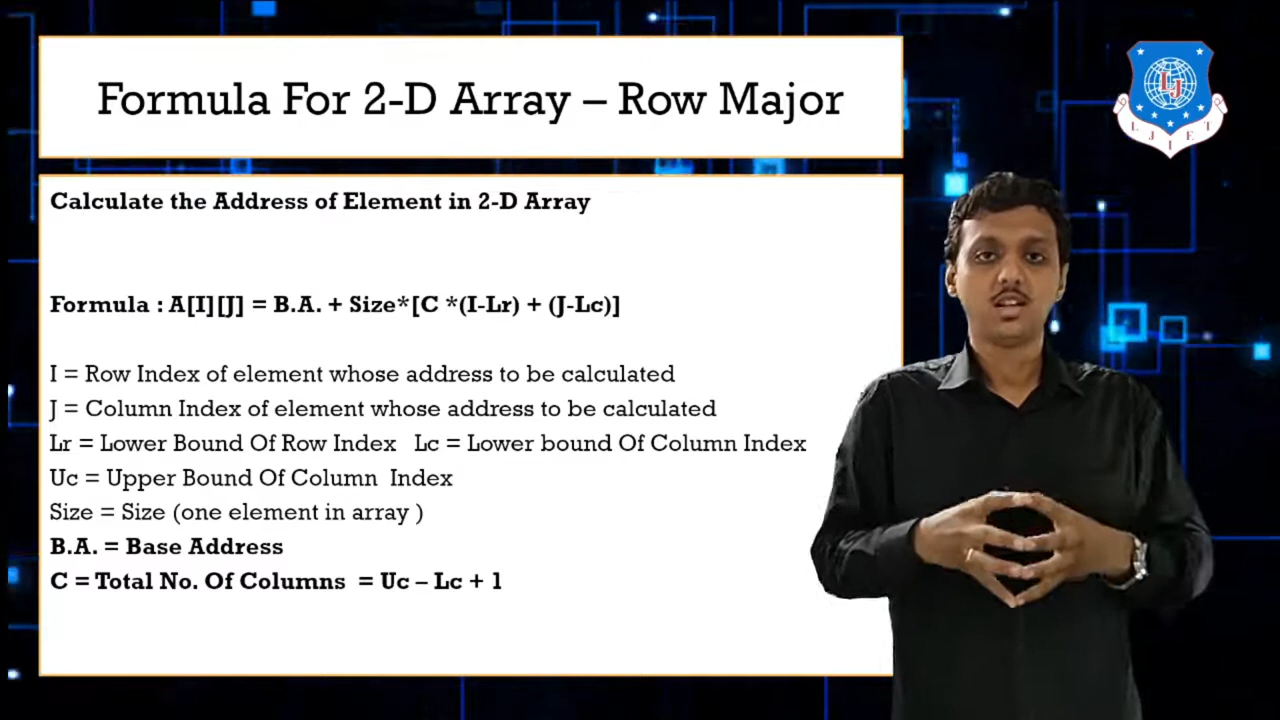 Formula For 2-D Array – Row Major
Calculate the Address of Element in 2-D Array
Formula : A[I][J] = B.A. + Size*[C *(I-Lr) + (J-Lc)]
I = Row Index of element whose address to be calculated
J = Column Index of element whose address to be calculated
Lr = Lower Bound Of Row Index Lc = Lower bound Of Column Index
Uc = Upper Bound Of Column Index
Size = Size (one element in array )
B.A. = Base Address
C = Total No. Of Columns = Uc – Lc + 1
LJ
L J I E T